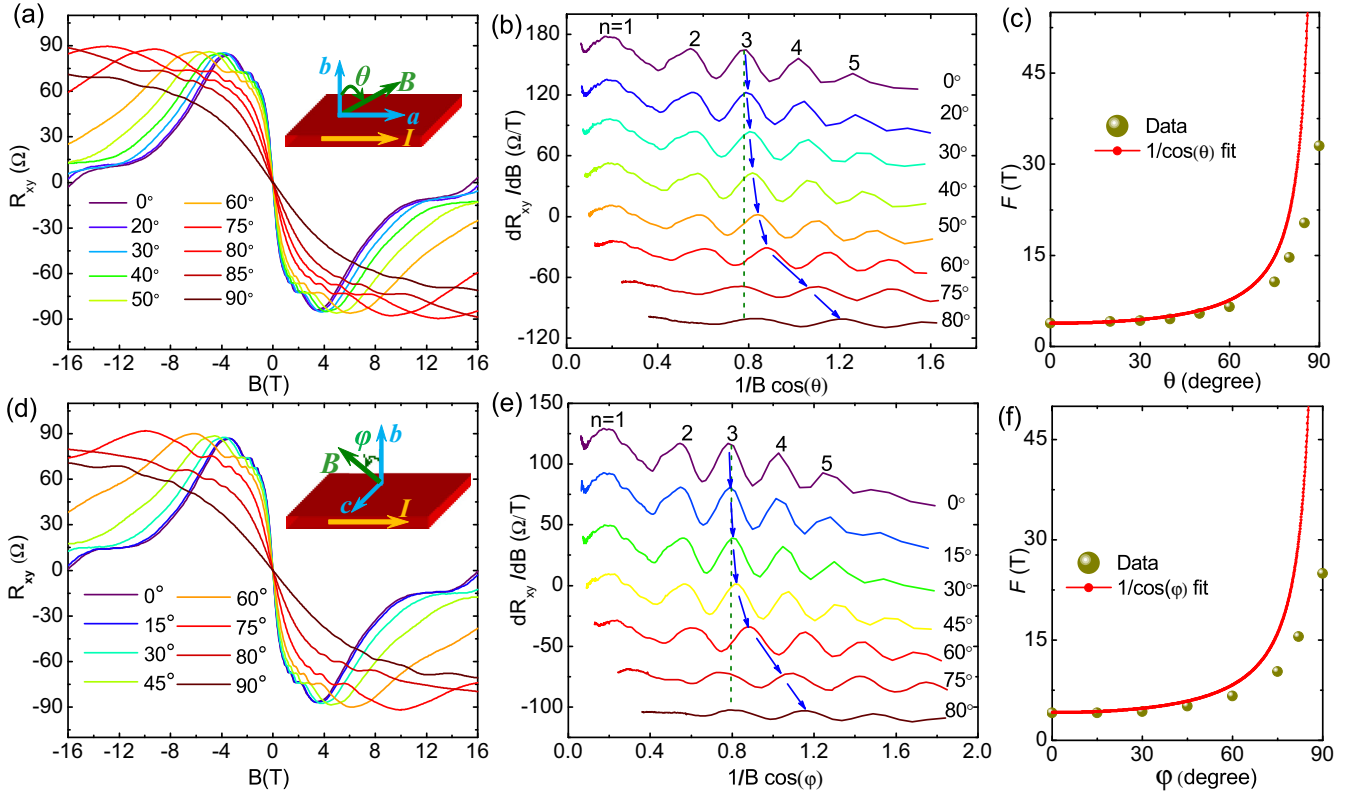 (a)
R_xy (Ω)
90
60
30
0
-30
-60
-90
-16 -12 -8 -4 0 4 8 12 16
B(T)
b θ B
a
I
0° 60°
20° 75°
30° 80°
40° 85°
50° 90°
(b)
dR_xy /dB (Ω/T)
180
120
60
0
-60
-120
n=1 2 3 4 5
0°
20°
30°
40°
50°
60°
75°
80°
0.0 0.4 0.8 1.2 1.6
1/B cos(θ)
(c)
F (T)
45
30
15
0
Data
1/cos(θ) fit
0 30 60 90
θ (degree)
(d)
R_xy (Ω)
90
60
30
0
-30
-60
-90
-16 -12 -8 -4 0 4 8 12 16
B(T)
φ b
B
c I
0° 60°
15° 75°
30° 80°
45° 90°
(e)
dR_xy /dB (Ω/T)
150
100
50
0
-50
-100
n=1 2 3 4 5
0°
15°
30°
45°
60°
75°
80°
0.0 0.4 0.8 1.2 1.6 2.0
1/B cos(φ)
(f)
F (T)
45
30
15
0
Data
1/cos(φ) fit
0 30 60 90
φ (degree)